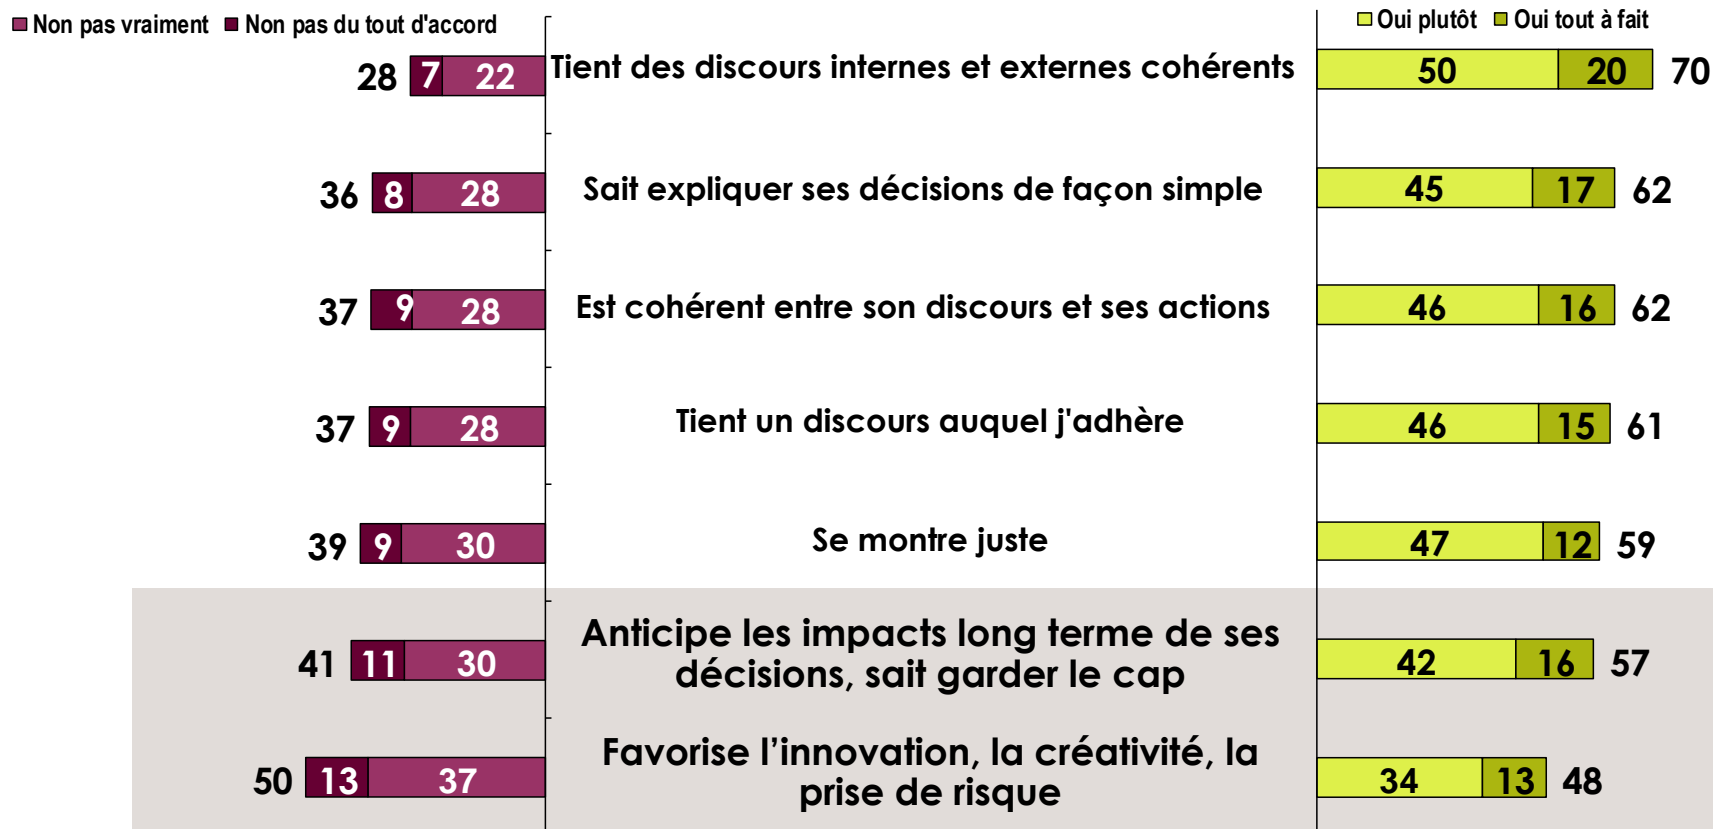 Non pas vraiment Non pas du tout d'accord
Oui plutôt Oui tout à fait
28 7 22 Tient des discours internes et externes cohérents 50 20 70
36 8 28 Sait expliquer ses décisions de façon simple 45 17 62
37 9 28 Est cohérent entre son discours et ses actions 46 16 62
37 9 28 Tient un discours auquel j'adhère 46 15 61
39 9 30 Se montre juste 47 12 59
Anticipe les impacts long terme de ses
41 11 30 décisions, sait garder le cap 42 16 57
Favorise l’innovation, la créativité, la
50 13 37 prise de risque 34 13 48